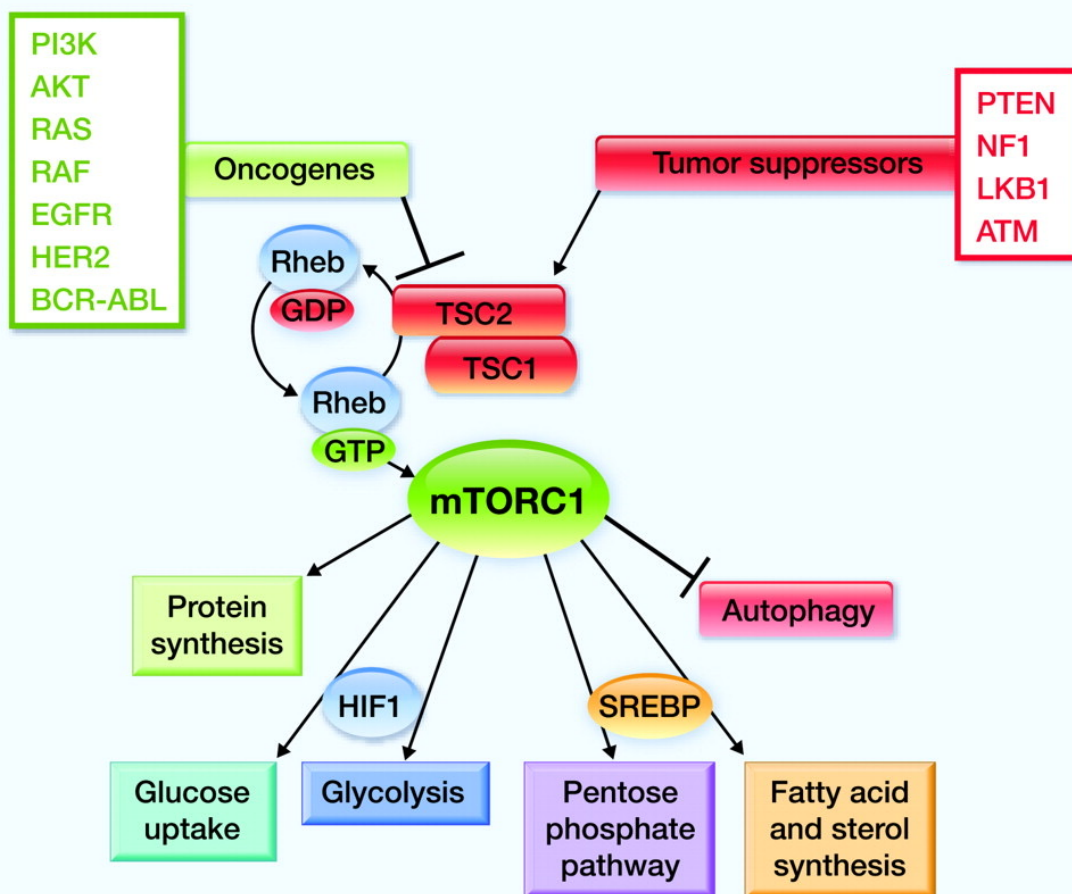 PI3K
AKT
RAS
RAF
EGFR
HER2
BCR-ABL
Oncogenes
Tumor suppressors
PTEN
NF1
LKB1
ATM
Rheb
GDP
TSC2
TSC1
Rheb
GTP
mTORC1
Protein
synthesis
Autophagy
HIF1
SREBP
Glucose
uptake
Glycolysis
Pentose
phosphate
pathway
Fatty acid
and sterol
synthesis